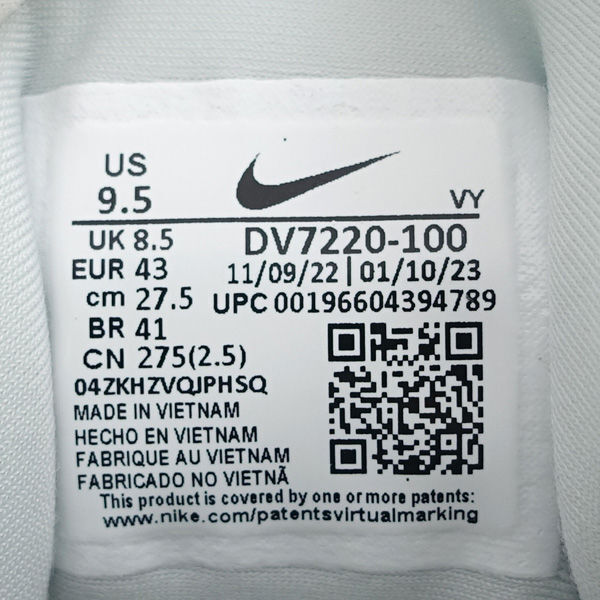 US
9.5
VY
UK 8.5
DV7220-100
EUR 43
11/09/22 | 01/10/23
cm 27.5
UPC 00196604394789
BR 41
CN 275(2.5)
04ZKHZVQJPHSQ
MADE IN VIETNAM
HECHO EN VIETNAM
FABRIQUE AU VIETNAM
FABRICADO NO VIETNÃ
This product is covered by one or more patents:
www.nike.com/patentsvirtualmarking